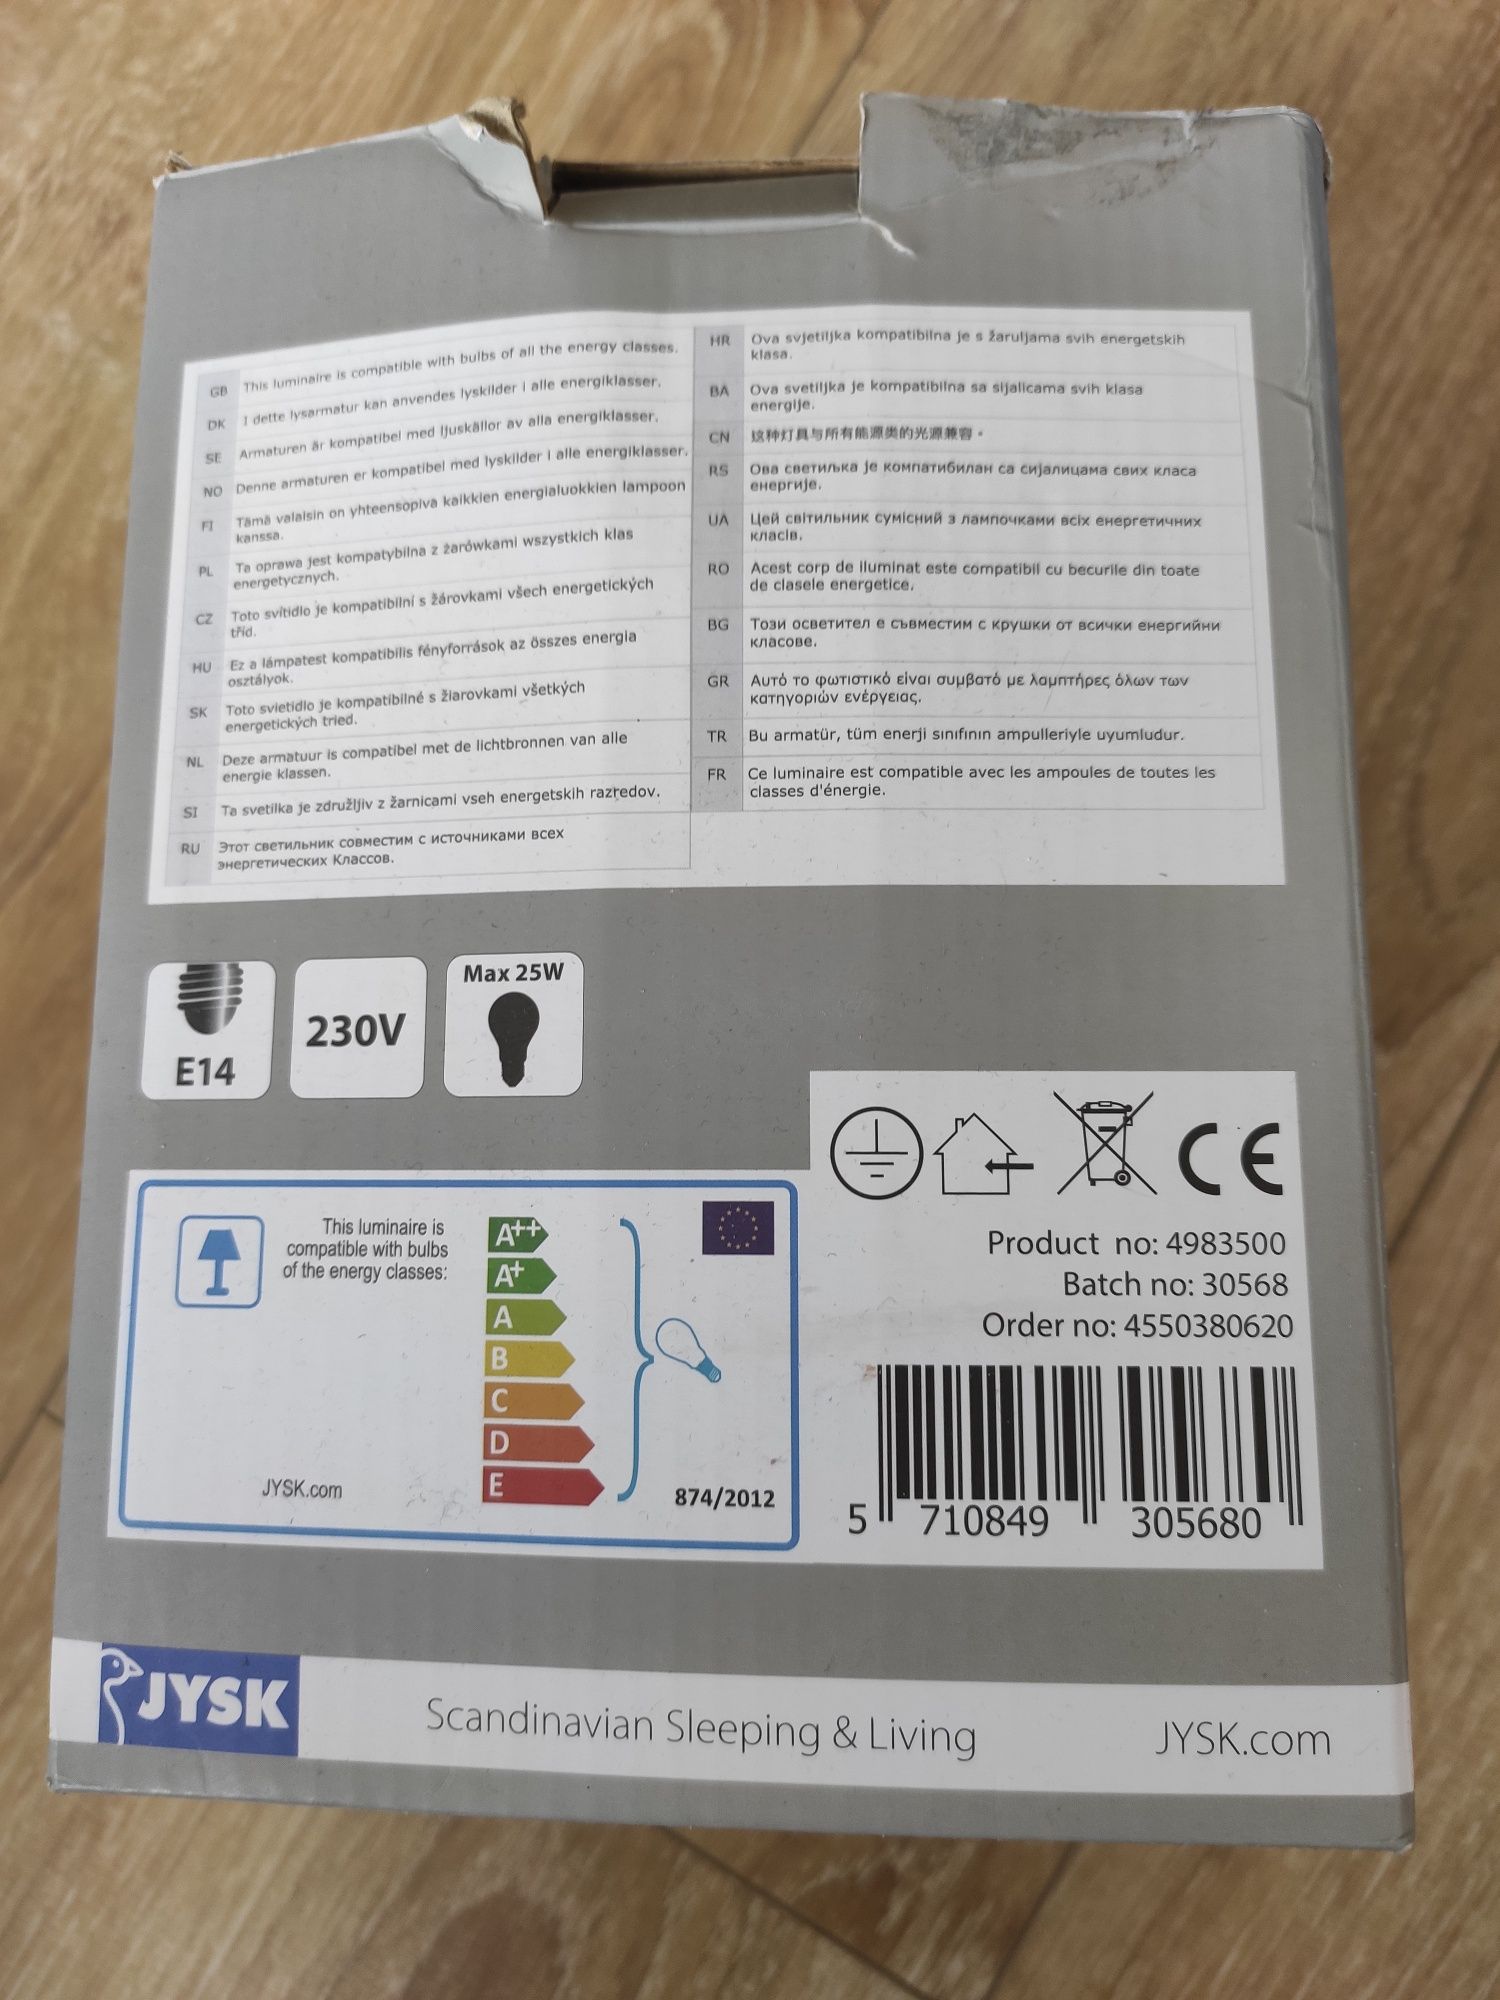 GB This luminaire is compatible with bulbs of all the energy classes.
DK I dette lysarmatur kan anvendes lyskilder i alle energiklasser.
SE Armaturen är kompatibel med ljuskällor av alla energiklasser.
NO Denne armaturen er kompatibel med lyskilder i alle energiklasser.
FI Tämä valaisin on yhteensopiva kaikkien energialuokkien lampoon
kanssa.
PL Ta oprawa jest kompatybilna z żarówkami wszystkich klas
energetycznych.
CZ Toto svítidlo je kompatibilní s žárovkami všech energetických
tříd.
HU Ez a lámpatest kompatibilis fényforrások az összes energia
osztályok.
SK Toto svietidlo je kompatibilné s žiarovkami všetkých
energetických tried.
NL Deze armatuur is compatibel met de lichtbronnen van alle
energie klassen.
SI Ta svetilka je združljiv z žarnicami vseh energetskih razredov.
RU Этот светильник совместим с источниками всех
энергетических Классов.
HR Ova svjetiljka kompatibilna je s žaruljama svih energetskih
klasa.
BA Ova svetiljka je kompatibilna sa sijalicama svih klasa
energije.
CN 这种灯具与所有能源类的光源兼容。
RS Ова светиљка је компатибилан са сијалицама свих класа
енергије.
UA Цей світильник сумісний з лампочками всіх енергетичних
класів.
RO Acest corp de iluminat este compatibil cu becurile din toate
de clasele energetice.
BG Този осветител е съвместим с крушки от всички енергийни
класове.
GR Αυτό το φωτιστικό είναι συμβατό με λαμπτήρες όλων των
κατηγοριών ενέργειας.
TR Bu armatür, tüm enerji sınıfının ampulleriyle uyumludur.
FR Ce luminaire est compatible avec les ampoules de toutes les
classes d'énergie.
E14
230V
Max 25W
This luminaire is
compatible with bulbs
of the energy classes:
A++
A+
A
B
C
D
E
JYSK.com
874/2012
CE
Product no: 4983500
Batch no: 30568
Order no: 4550380620
5 710849 305680
JYSK
Scandinavian Sleeping & Living
JYSK.com